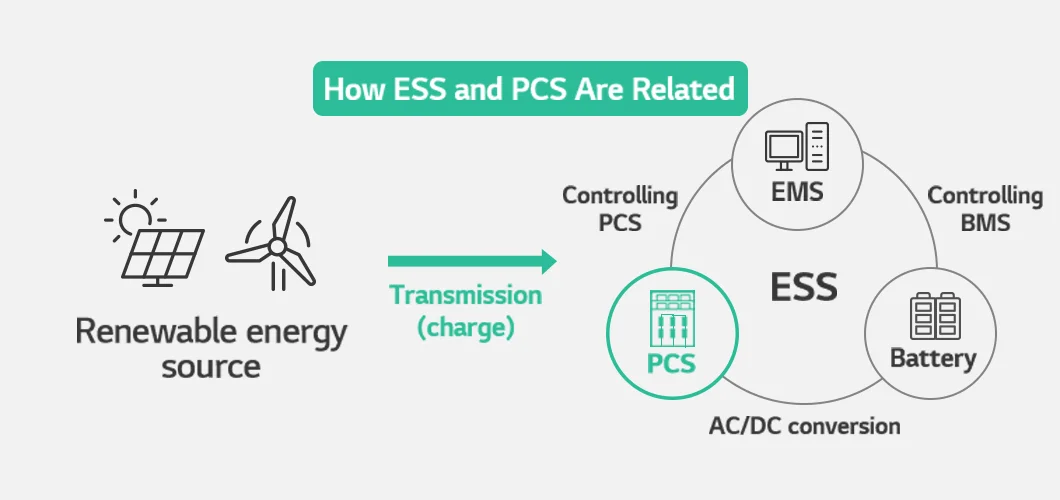 How ESS and PCS Are Related
Renewable energy
source
Transmission
(charge)
Controlling
PCS
EMS
Controlling
BMS
ESS
PCS
Battery
AC/DC conversion